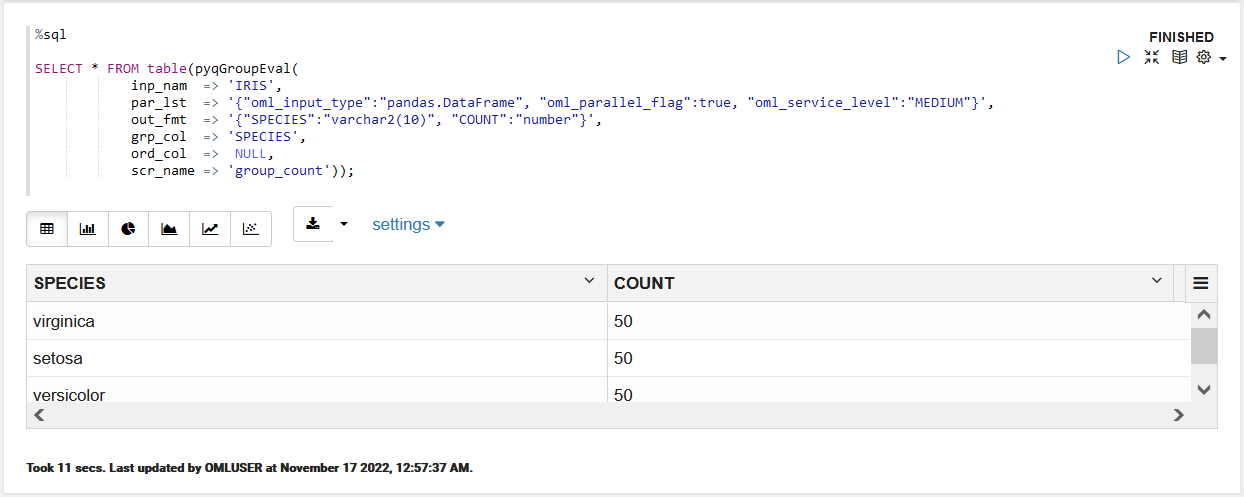 %sql
FINISHED
SELECT * FROM table(pyqGroupEval(
inp_nam => 'IRIS',
par_lst => '{"oml_input_type":"pandas.DataFrame", "oml_parallel_flag":true, "oml_service_level":"MEDIUM"}',
out_fmt => '{"SPECIES":"varchar2(10)", "COUNT":"number"}',
grp_col => 'SPECIES',
ord_col => NULL,
scr_name => 'group_count'));
settings
SPECIES COUNT
virginica 50
setosa 50
versicolor 50
Took 11 secs. Last updated by OMLUSER at November 17 2022, 12:57:37 AM.